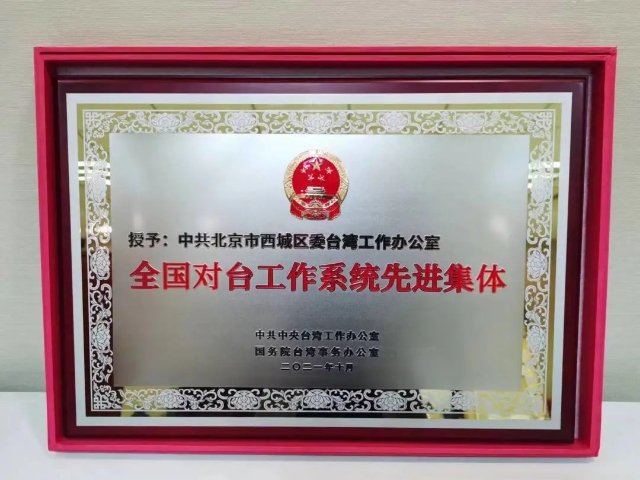 授予：中共北京市西城区委台湾工作办公室
全国对台工作系统先进集体
中共中央台湾工作办公室
国务院台湾事务办公室
二〇二一年十月